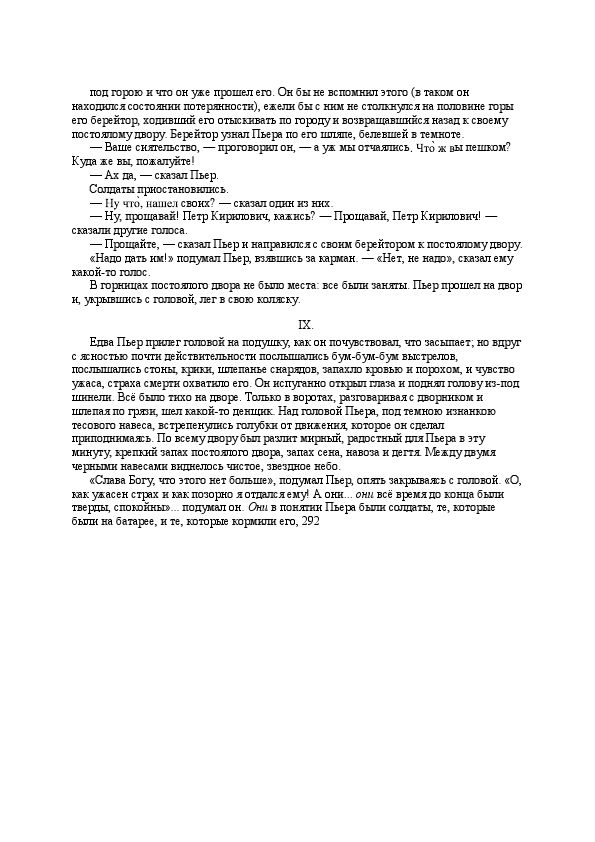 под горою и что он уже прошел его. Он бы не вспомнил этого (в таком он
находился состоянии потерянности), ежели бы с ним не столкнулся на половине горы
его берейтор, ходивший его отыскивать по городу и возвращавшийся назад к своему
постоялому двору. Берейтор узнал Пьера по его шляпе, белевшей в темноте.
— Ваше сиятельство, — проговорил он, — а уж мы отчаялись. Что̀ ж вы пешком?
Куда же вы, пожалуйте!
— Ах да, — сказал Пьер.
Солдаты приостановились.
— Ну что̀, нашел своих? — сказал один из них.
— Ну, прощавай! Петр Кирилович, кажись? — Прощавай, Петр Кирилович! —
сказали другие голоса.
— Прощайте, — сказал Пьер и направился с своим берейтором к постоялому двору.
«Надо дать им!» подумал Пьер, взявшись за карман. — «Нет, не надо», сказал ему
какой-то голос.
В горницах постоялого двора не было места: все были заняты. Пьер прошел на двор
и, укрывшись с головой, лег в свою коляску.
IX.
Едва Пьер прилег головой на подушку, как он почувствовал, что засыпает; но вдруг
с ясностью почти действительности послышались бум-бум-бум выстрелов,
послышались стоны, крики, шлепанье снарядов, запахло кровью и порохом, и чувство
ужаса, страха смерти охватило его. Он испуганно открыл глаза и поднял голову из-под
шинели. Всё было тихо на дворе. Только в воротах, разговаривая с дворником и
шлепая по грязи, шел какой-то денщик. Над головой Пьера, под темною изнанкою
тесового навеса, встрепенулись голубки от движения, которое он сделал
приподнимаясь. По всему двору был разлит мирный, радостный для Пьера в эту
минуту, крепкий запах постоялого двора, запах сена, навоза и дегтя. Между двумя
черными навесами виднелось чистое, звездное небо.
«Слава Богу, что этого нет больше», подумал Пьер, опять закрываясь с головой. «О,
как ужасен страх и как позорно я отдался ему! А они... они всё время до конца были
тверды, спокойны»... подумал он. Они в понятии Пьера были солдаты, те, которые
были на батарее, и те, которые кормили его, 292